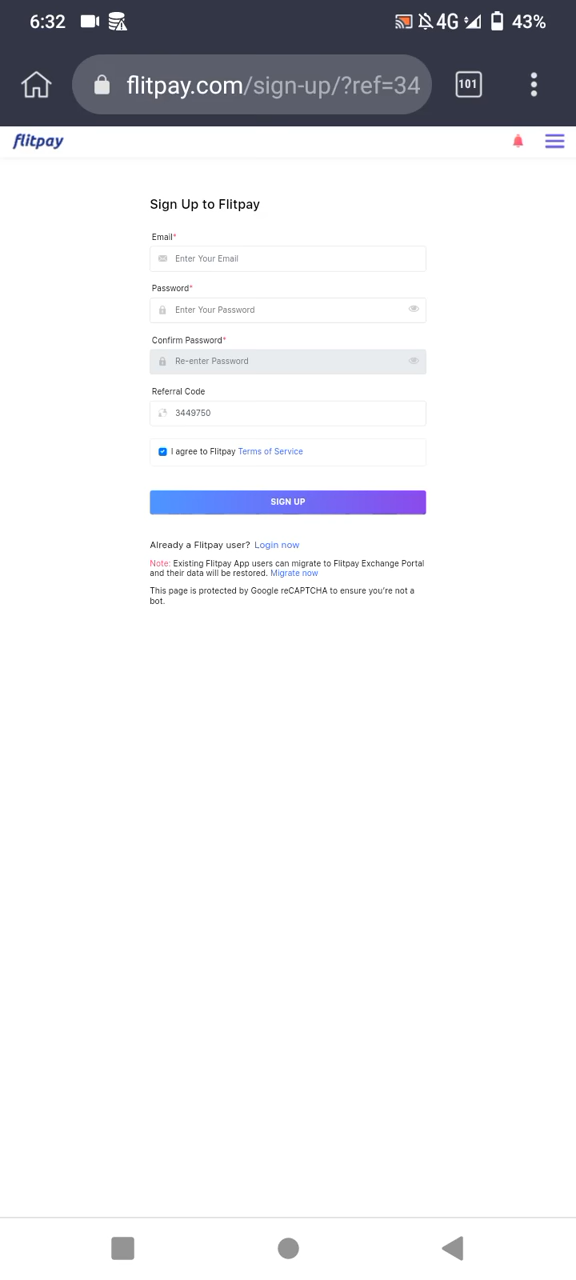 6:32
4G 43%
flitpay.com/sign-up/?ref=34
101
flitpay
Sign Up to Flitpay
Email*
Enter Your Email
Password*
Enter Your Password
Confirm Password*
Re-enter Password
Referral Code
3449750
I agree to Flitpay Terms of Service
SIGN UP
Already a Flitpay user? Login now
Note: Existing Flitpay App users can migrate to Flitpay Exchange Portal
and their data will be restored. Migrate now
This page is protected by Google reCAPTCHA to ensure you're not a
bot.